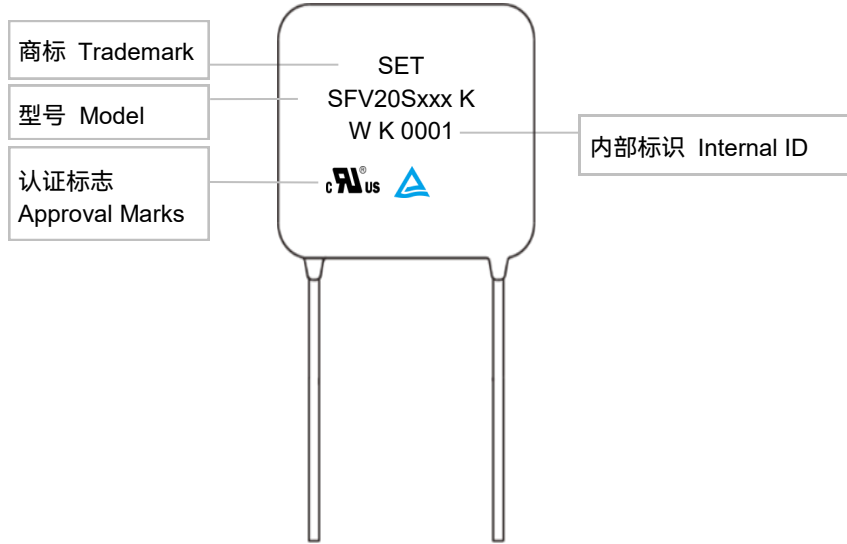 商标 Trademark
型号 Model
认证标志
Approval Marks
SET
SFV20Sxxx K
W K 0001
c RU® US
内部标识 Internal ID